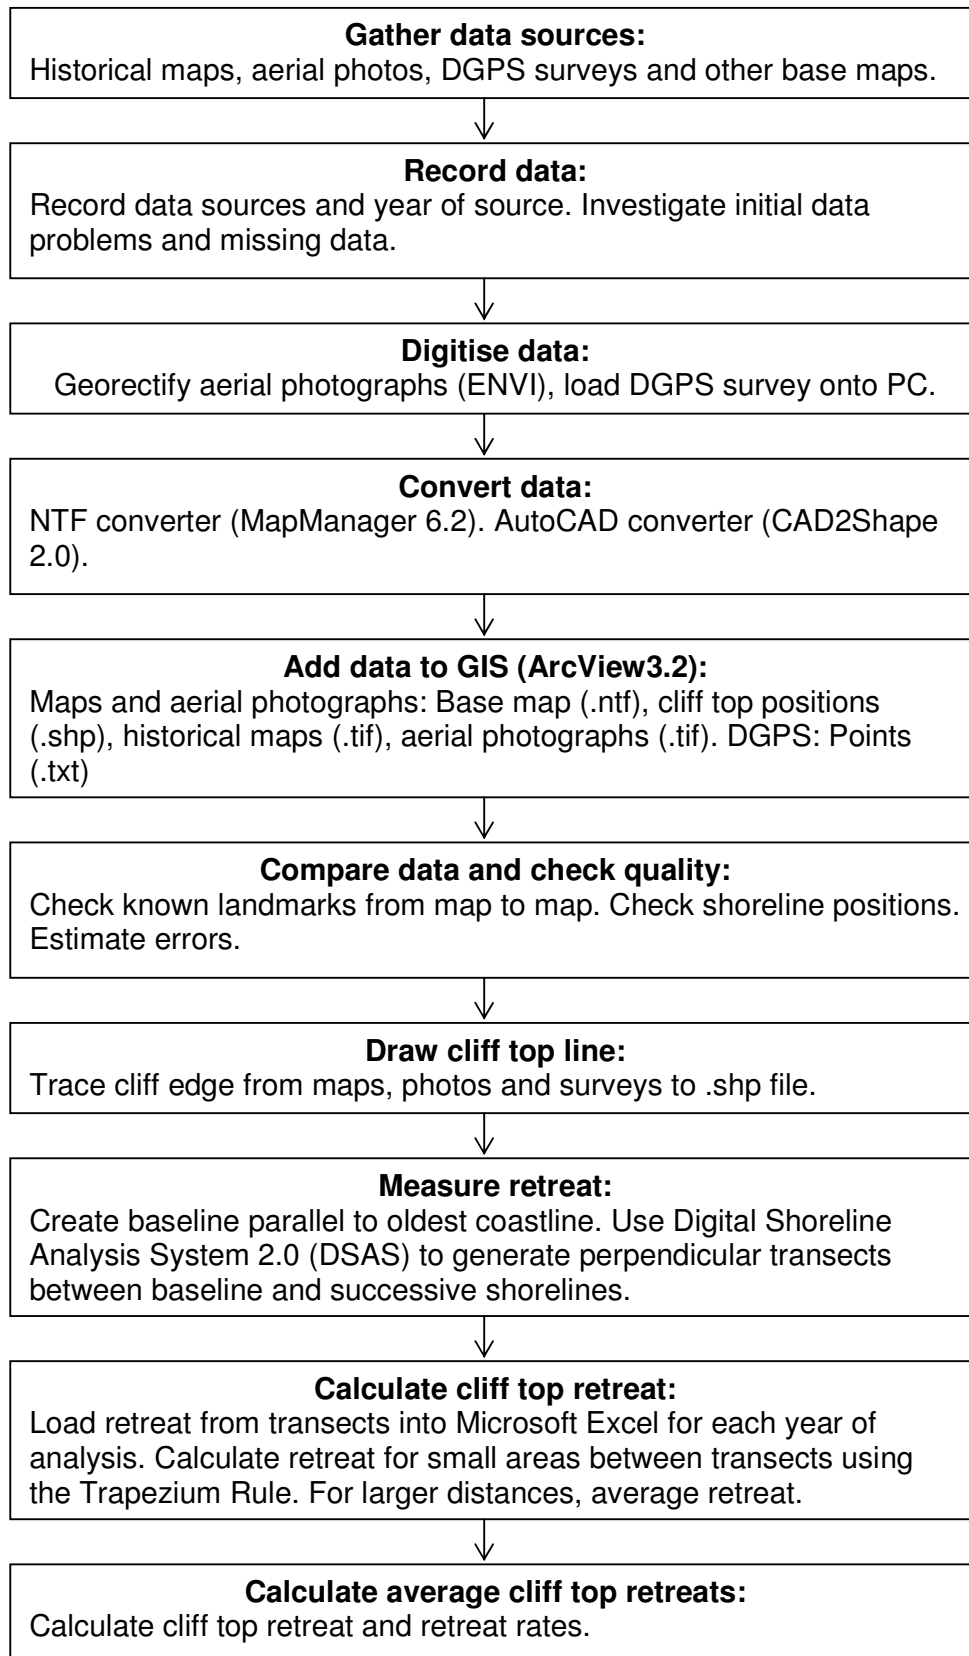 Gather data sources:
Historical maps, aerial photos, DGPS surveys and other base maps.
Record data:
Record data sources and year of source. Investigate initial data
problems and missing data.
Digitise data:
Georectify aerial photographs (ENVI), load DGPS survey onto PC.
Convert data:
NTF converter (MapManager 6.2). AutoCAD converter (CAD2Shape
2.0).
Add data to GIS (ArcView3.2):
Maps and aerial photographs: Base map (.ntf), cliff top positions
(.shp), historical maps (.tif), aerial photographs (.tif). DGPS: Points
(.txt)
Compare data and check quality:
Check known landmarks from map to map. Check shoreline positions.
Estimate errors.
Draw cliff top line:
Trace cliff edge from maps, photos and surveys to .shp file.
Measure retreat:
Create baseline parallel to oldest coastline. Use Digital Shoreline
Analysis System 2.0 (DSAS) to generate perpendicular transects
between baseline and successive shorelines.
Calculate cliff top retreat:
Load retreat from transects into Microsoft Excel for each year of
analysis. Calculate retreat for small areas between transects using
the Trapezium Rule. For larger distances, average retreat.
Calculate average cliff top retreats:
Calculate cliff top retreat and retreat rates.